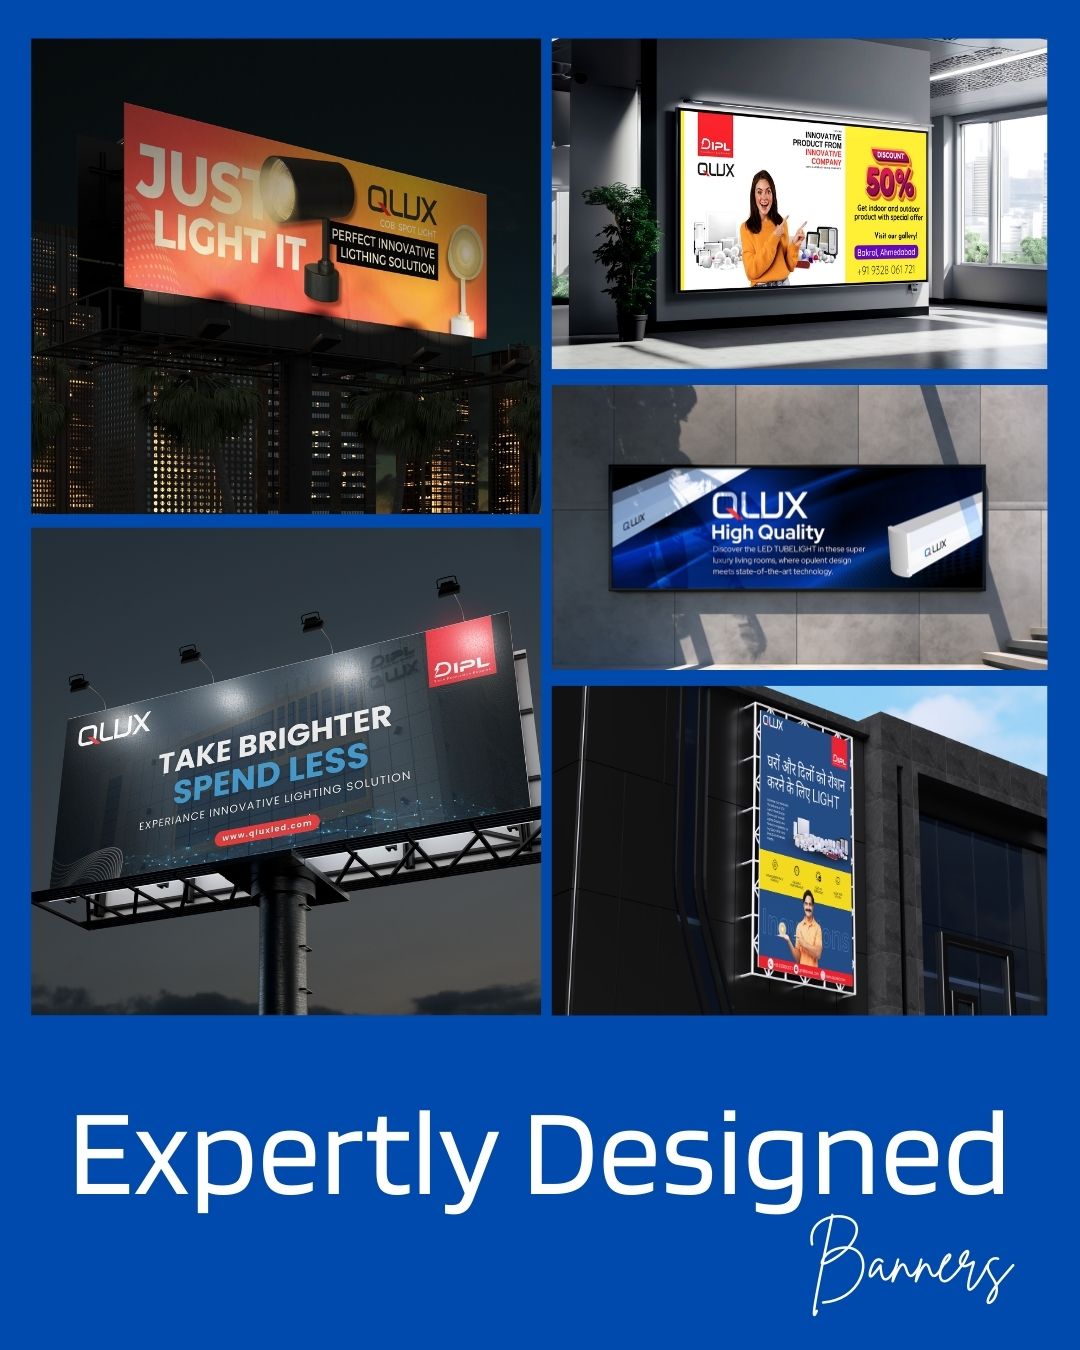 JUST
LIGHT IT
QLUX
COB SPOT LIGHT
PERFECT INNOVATIVE
LIGTHING SOLUTION
DIPL
QLUX
INNOVATIVE
PRODUCT FROM
INNOVATIVE
COMPANY
DISCOUNT
50%
Get indoor and outdoor
product with special offer
Visit our gallery!
Bakrol, Ahmedabad
+91 9328 061 721
QLUX
QLUX
High Quality
Discover the LED TUBELIGHT in these super
luxury living rooms, where opulent design
meets state-of-the-art technology.
QLUX
QLUX
DIPL
DIPL
QLUX
TAKE BRIGHTER
SPEND LESS
EXPERIANCE INNOVATIVE LIGHTING SOLUTION
www.qluxled.com
QLUX
DIPL
घरों और दिलों को रोशन
करने के लिए LIGHT
Expertly Designed
Banners